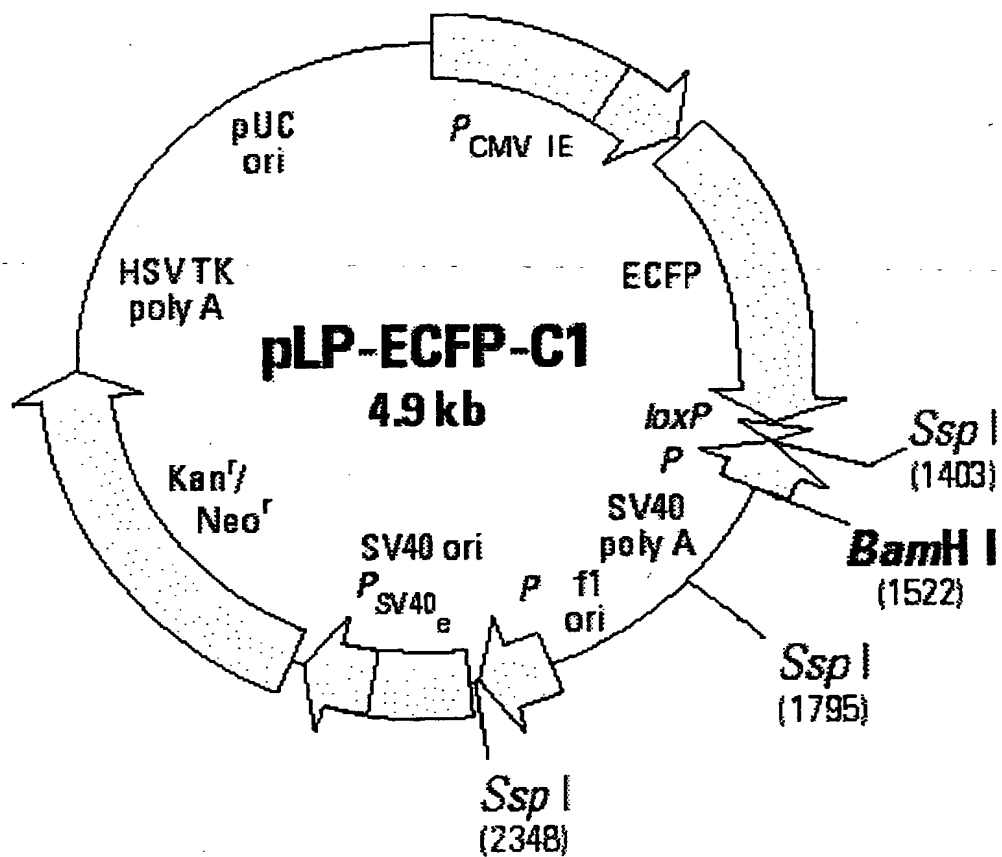 pUC
ori
P CMV IE
HSV TK
poly A
ECFP
pLP-ECFP-C1
4.9 kb
loxP
P
Ssp I
(1403)
Kanʳ/
Neoʳ
SV40
poly A
BamH I
(1522)
SV40 ori
P SV40 e
P
f1
ori
Ssp I
(1795)
Ssp I
(2348)